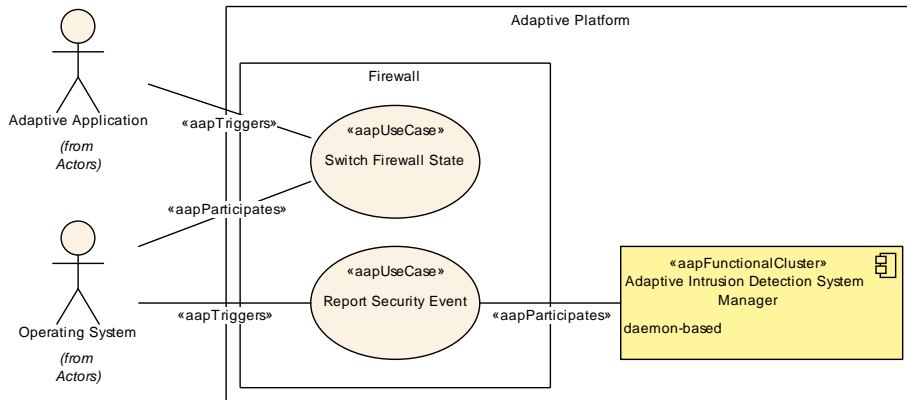 Adaptive Platform
Firewall
Adaptive Application
(from
Actors)
«aapTriggers»
«aapUseCase»
Switch Firewall State
«aapParticipates»
Operating System
(from
Actors)
«aapTriggers»
«aapUseCase»
Report Security Event
«aapParticipates»
«aapFunctionalCluster»
Adaptive Intrusion Detection System
Manager
daemon-based